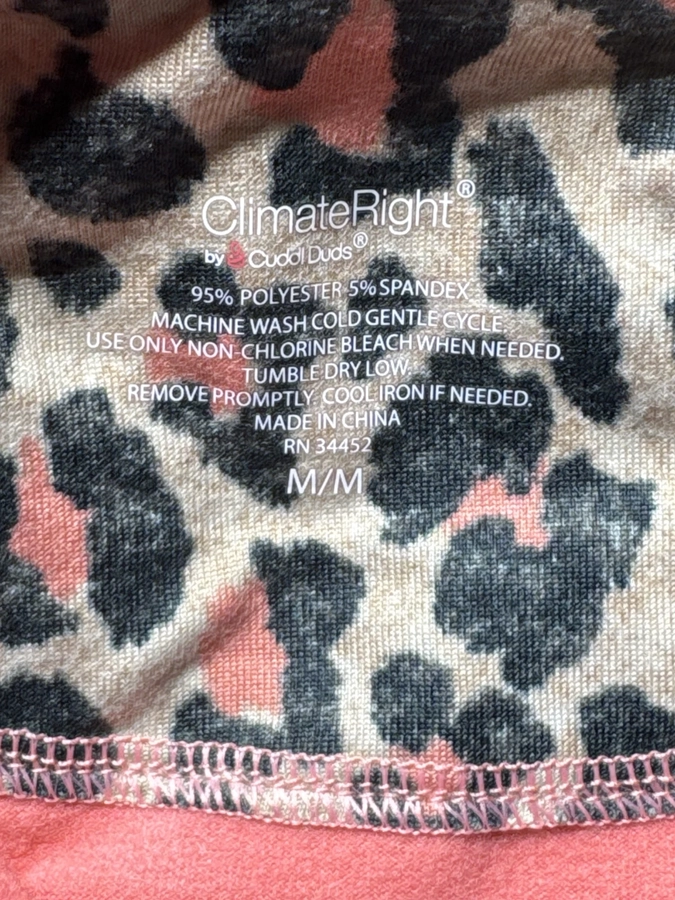 ClimateRight®
by Cuddl Duds®
95% POLYESTER 5% SPANDEX
MACHINE WASH COLD GENTLE CYCLE.
USE ONLY NON-CHLORINE BLEACH WHEN NEEDED.
TUMBLE DRY LOW.
REMOVE PROMPTLY. COOL IRON IF NEEDED.
MADE IN CHINA
RN 34452
M/M